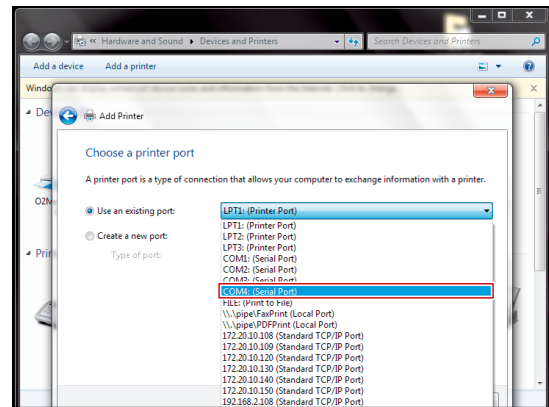 « Hardware and Sound ▸ Devices and Printers
Search Devices and Printers
Add a device Add a printer
Windo
Dev
Add Printer
Choose a printer port
A printer port is a type of connection that allows your computer to exchange information with a printer.
O2M
Use an existing port: LPT1: (Printer Port)
Create a new port:
Type of port:
Prin
LPT1: (Printer Port)
LPT2: (Printer Port)
LPT3: (Printer Port)
COM1: (Serial Port)
COM2: (Serial Port)
COM3: (Serial Port)
COM4: (Serial Port)
FILE: (Print to File)
\\.\pipe\FaxPrint (Local Port)
\\.\pipe\PDFPrint (Local Port)
172.20.10.108 (Standard TCP/IP Port)
172.20.10.109 (Standard TCP/IP Port)
172.20.10.120 (Standard TCP/IP Port)
172.20.10.130 (Standard TCP/IP Port)
172.20.10.140 (Standard TCP/IP Port)
172.20.10.150 (Standard TCP/IP Port)
192.168.2.108 (Standard TCP/IP Port)